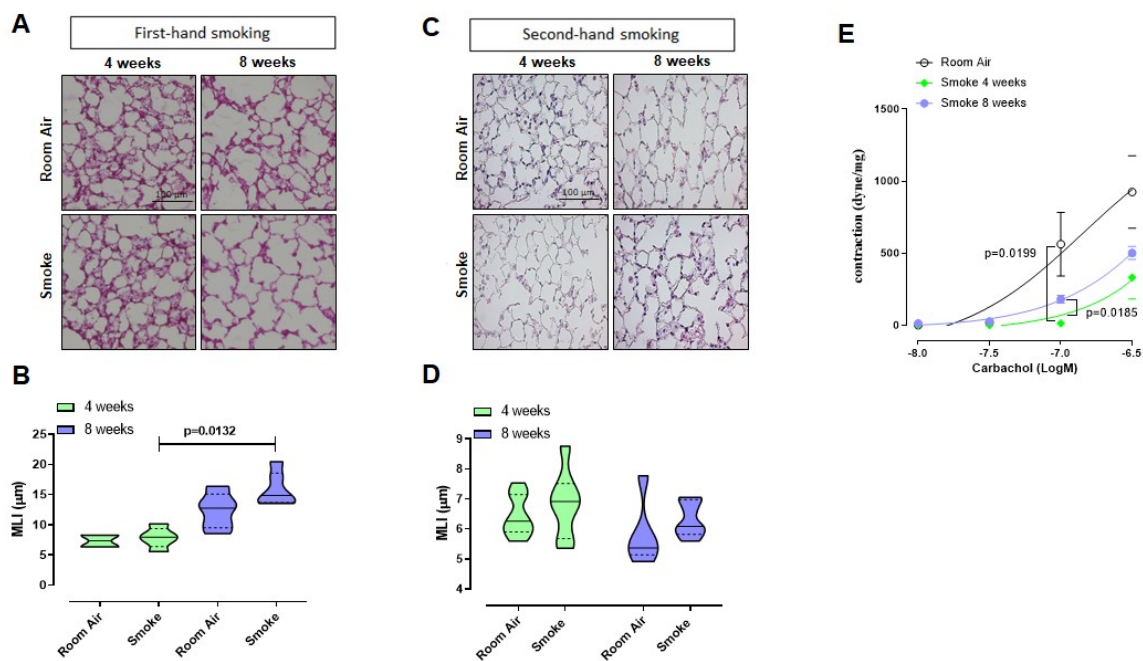 A
First-hand smoking
4 weeks
8 weeks
Room Air
100 µm
Smoke
B
4 weeks
8 weeks
p=0.0132
MLI (µm)
25
20
15
10
5
0
Room Air
Smoke
Room Air
Smoke
C
Second-hand smoking
4 weeks
8 weeks
Room Air
100 µm
Smoke
D
4 weeks
8 weeks
MLI (µm)
9
8
7
6
5
4
Room Air
Smoke
Room Air
Smoke
E
Room Air
Smoke 4 weeks
Smoke 8 weeks
contraction (dyne/mg)
1500
1000
500
0
p=0.0199
p=0.0185
-8.0 -7.5 -7.0 -6.5
Carbachol (LogM)